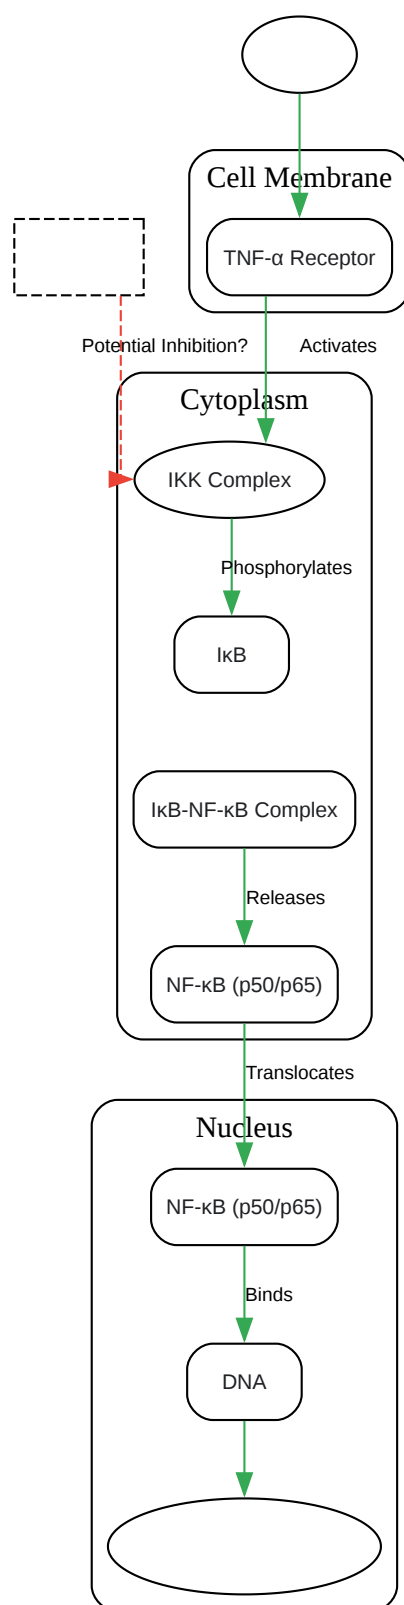 Cell Membrane
TNF-α Receptor
Potential Inhibition?
Activates
Cytoplasm
IKK Complex
Phosphorylates
IκB
IκB-NF-κB Complex
Releases
NF-κB (p50/p65)
Translocates
Nucleus
NF-κB (p50/p65)
Binds
DNA